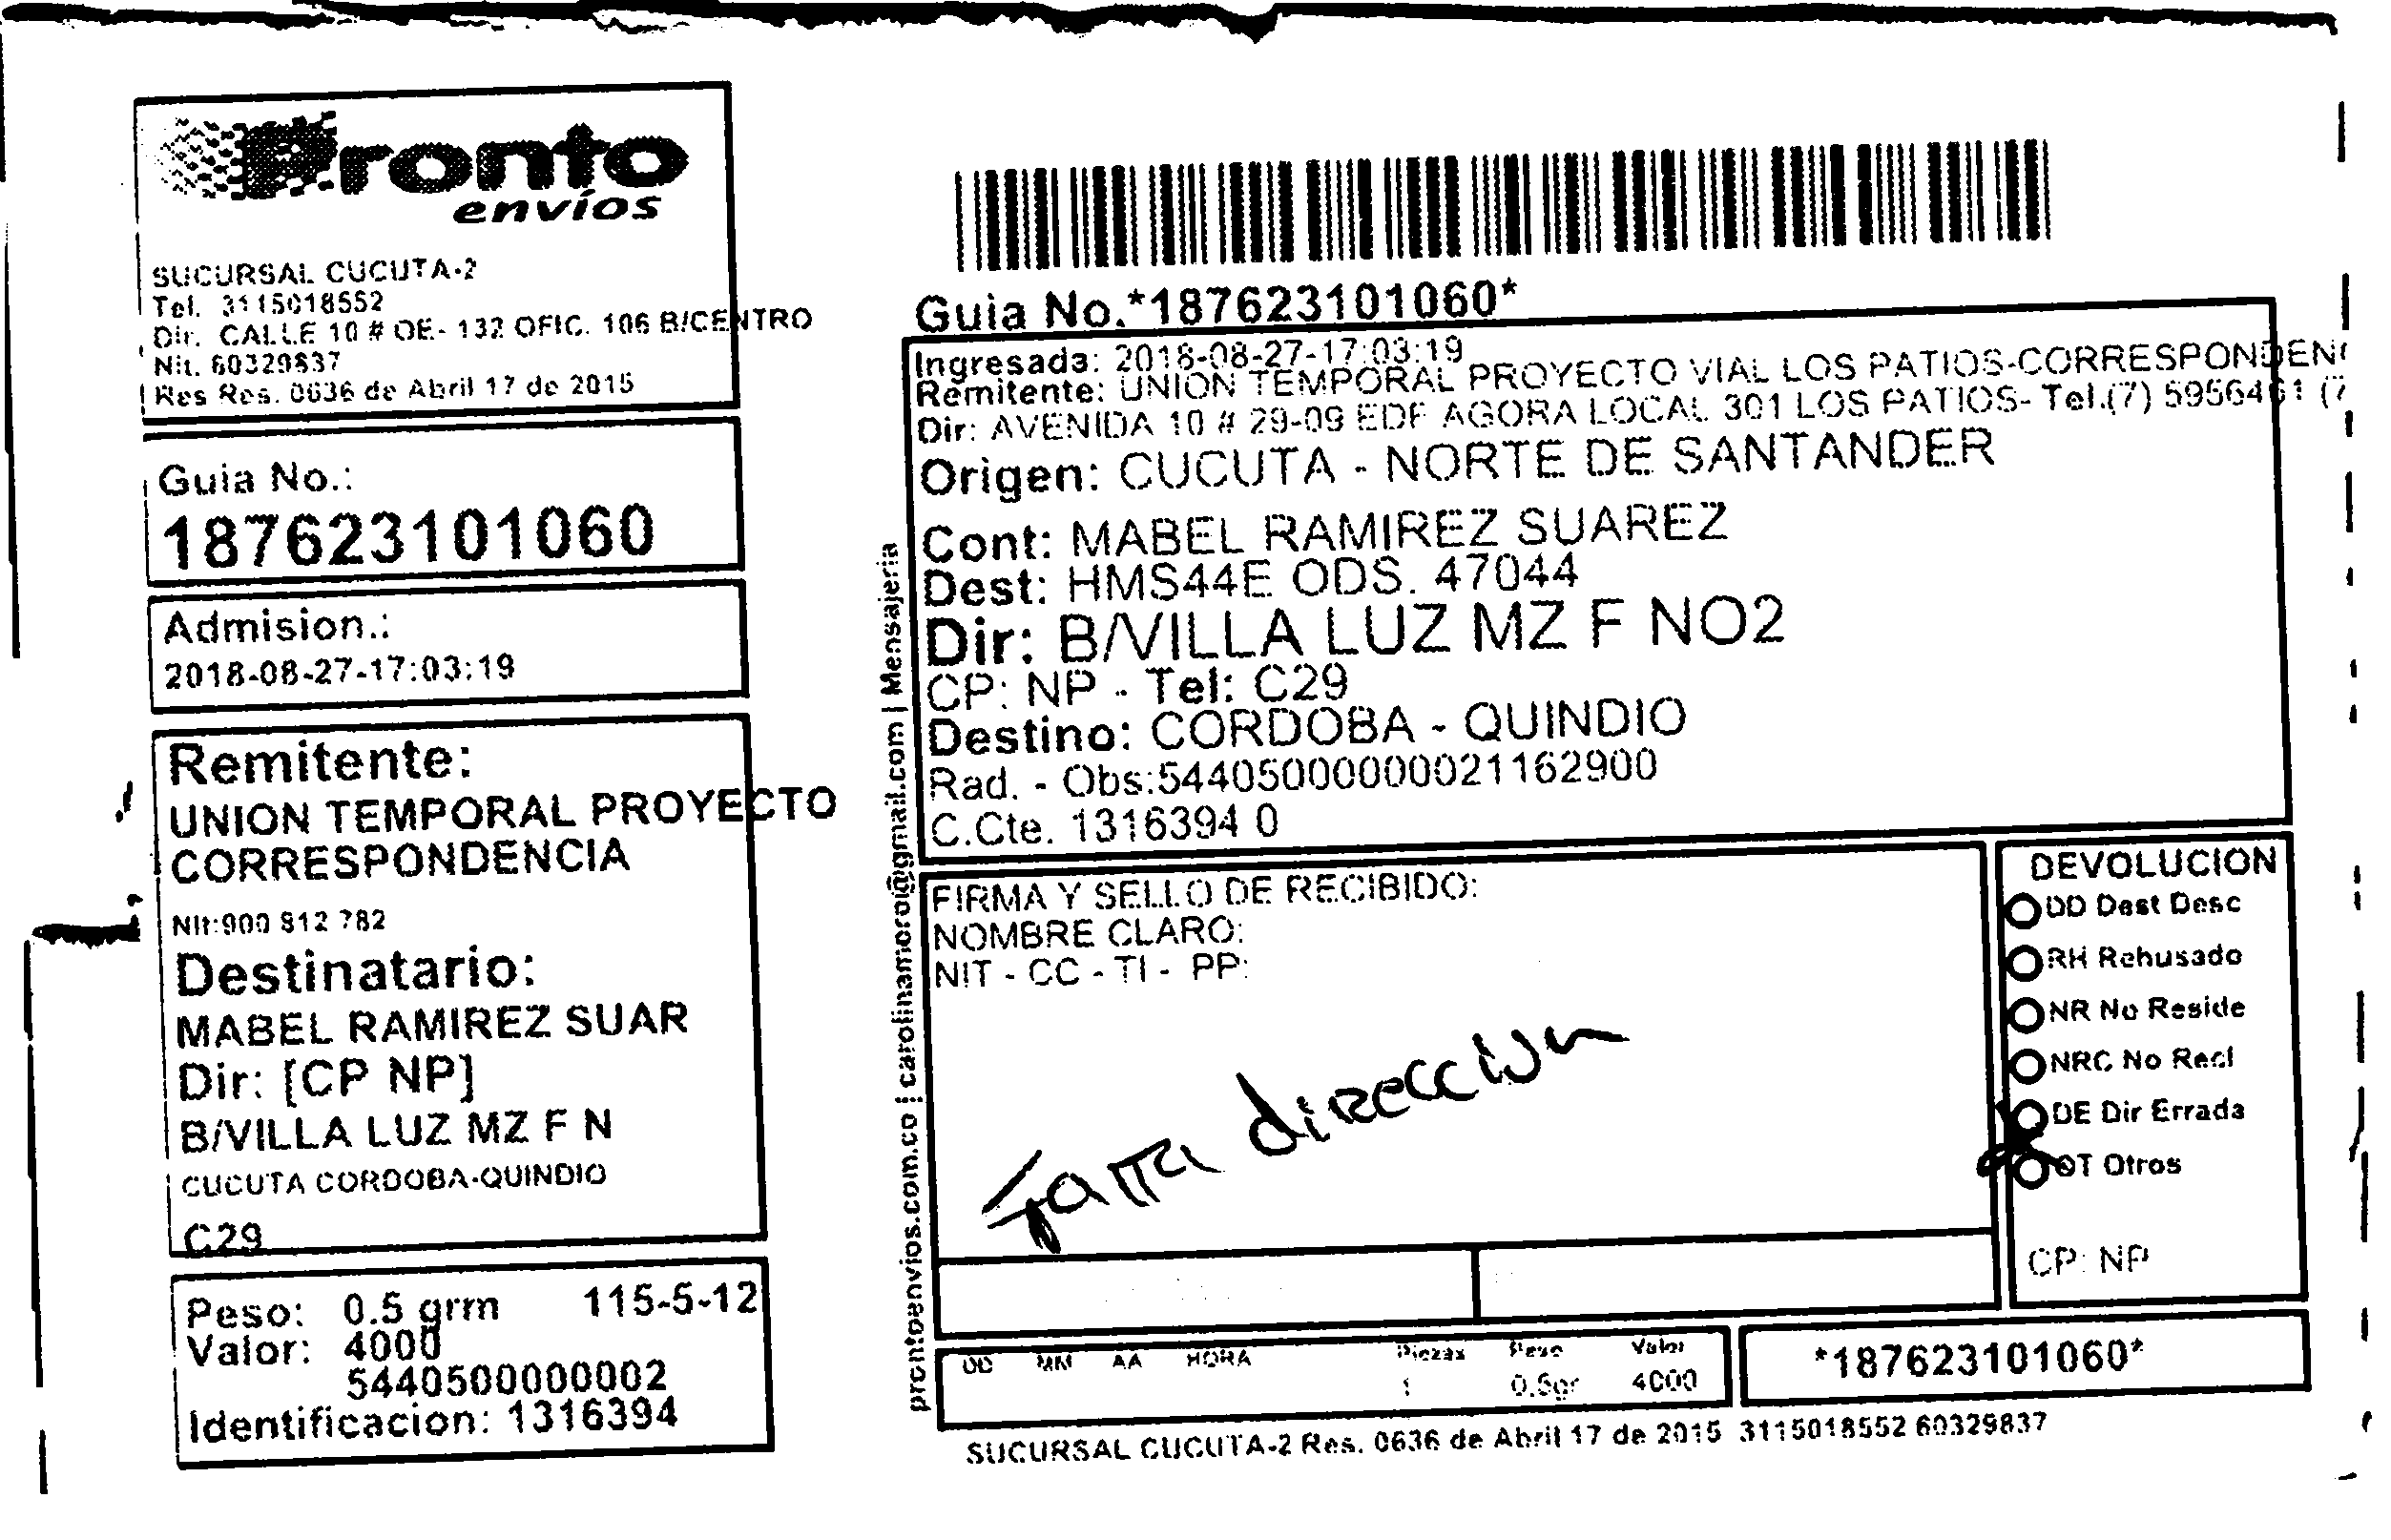 Pronto
envíos
SUCURSAL CUCUTA-2
Tel. 3115018552
Dir. CALLE 10 # OE- 132 OFIC. 106 B/CENTRO
Nit. 60329837
Res Res. 0636 de Abril 17 de 2015
Guia No.:
187623101060
Admision.:
2018-08-27-17:03:19
Remitente:
UNION TEMPORAL PROYECTO
CORRESPONDENCIA
Nit:900 812 782
Destinatario:
MABEL RAMIREZ SUAR
Dir: [CP NP]
B/VILLA LUZ MZ F N
CUCUTA CORDOBA-QUINDIO
C29
Peso: 0.5 grm 115-5-12
Valor: 4000
5440500000002
Identificacion: 1316394
prontoenvios.com.co | carolinamoro@gmail.com | Mensajeria
Guia No.*187623101060*
Ingresada: 2018-08-27-17:03:19
Remitente: UNION TEMPORAL PROYECTO VIAL LOS PATIOS-CORRESPONDEN
Dir: AVENIDA 10 # 29-09 EDF AGORA LOCAL 301 LOS PATIOS- Tel.(7) 5956461 (7
Origen: CUCUTA - NORTE DE SANTANDER
Cont: MABEL RAMIREZ SUAREZ
Dest: HMS44E ODS. 47044
Dir: B/VILLA LUZ MZ F NO2
CP: NP - Tel: C29
Destino: CORDOBA - QUINDIO
Rad. - Obs:544050000000021162900
C.Cte. 1316394 0
FIRMA Y SELLO DE RECIBIDO:
NOMBRE CLARO:
NIT - CC - TI - PP:
Falta direccion
DEVOLUCION
DD Dest Desc
RH Rehusado
NR No Reside
NRC No Recl
DE Dir Errada
OT Otros
CP: NP
DD MM AA HORA Piezas Peso Valor
1 0.5gr 4000
*187623101060*
SUCURSAL CUCUTA-2 Res. 0636 de Abril 17 de 2015 3115018552 60329837